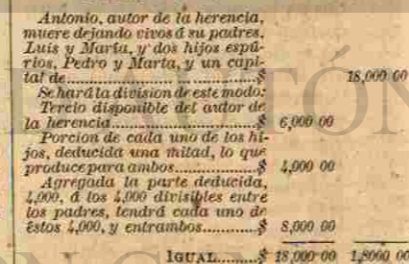 Antonio, autor de la herencia,
muere dejando vivos á su padres,
Luis y María, y dos hijos espú-
rios, Pedro y Marta, y un capi-
tal de.....................$ 18,000 00
Se hará la division de este modo:
Tercio disponible del autor de
la herencia.....................$ 6,000 00
Porcion de cada uno de los hi-
jos, deducida una mitad, lo que
produce para ambos...............$ 4,000 00
Agregada la parte deducida,
4,000, á los 4,000 divisibles entre
los padres, tendrá cada uno de
éstos 4,000, y entrambos..........$ 8,000 00
IGUAL........$ 18,000 00 1,8000 00